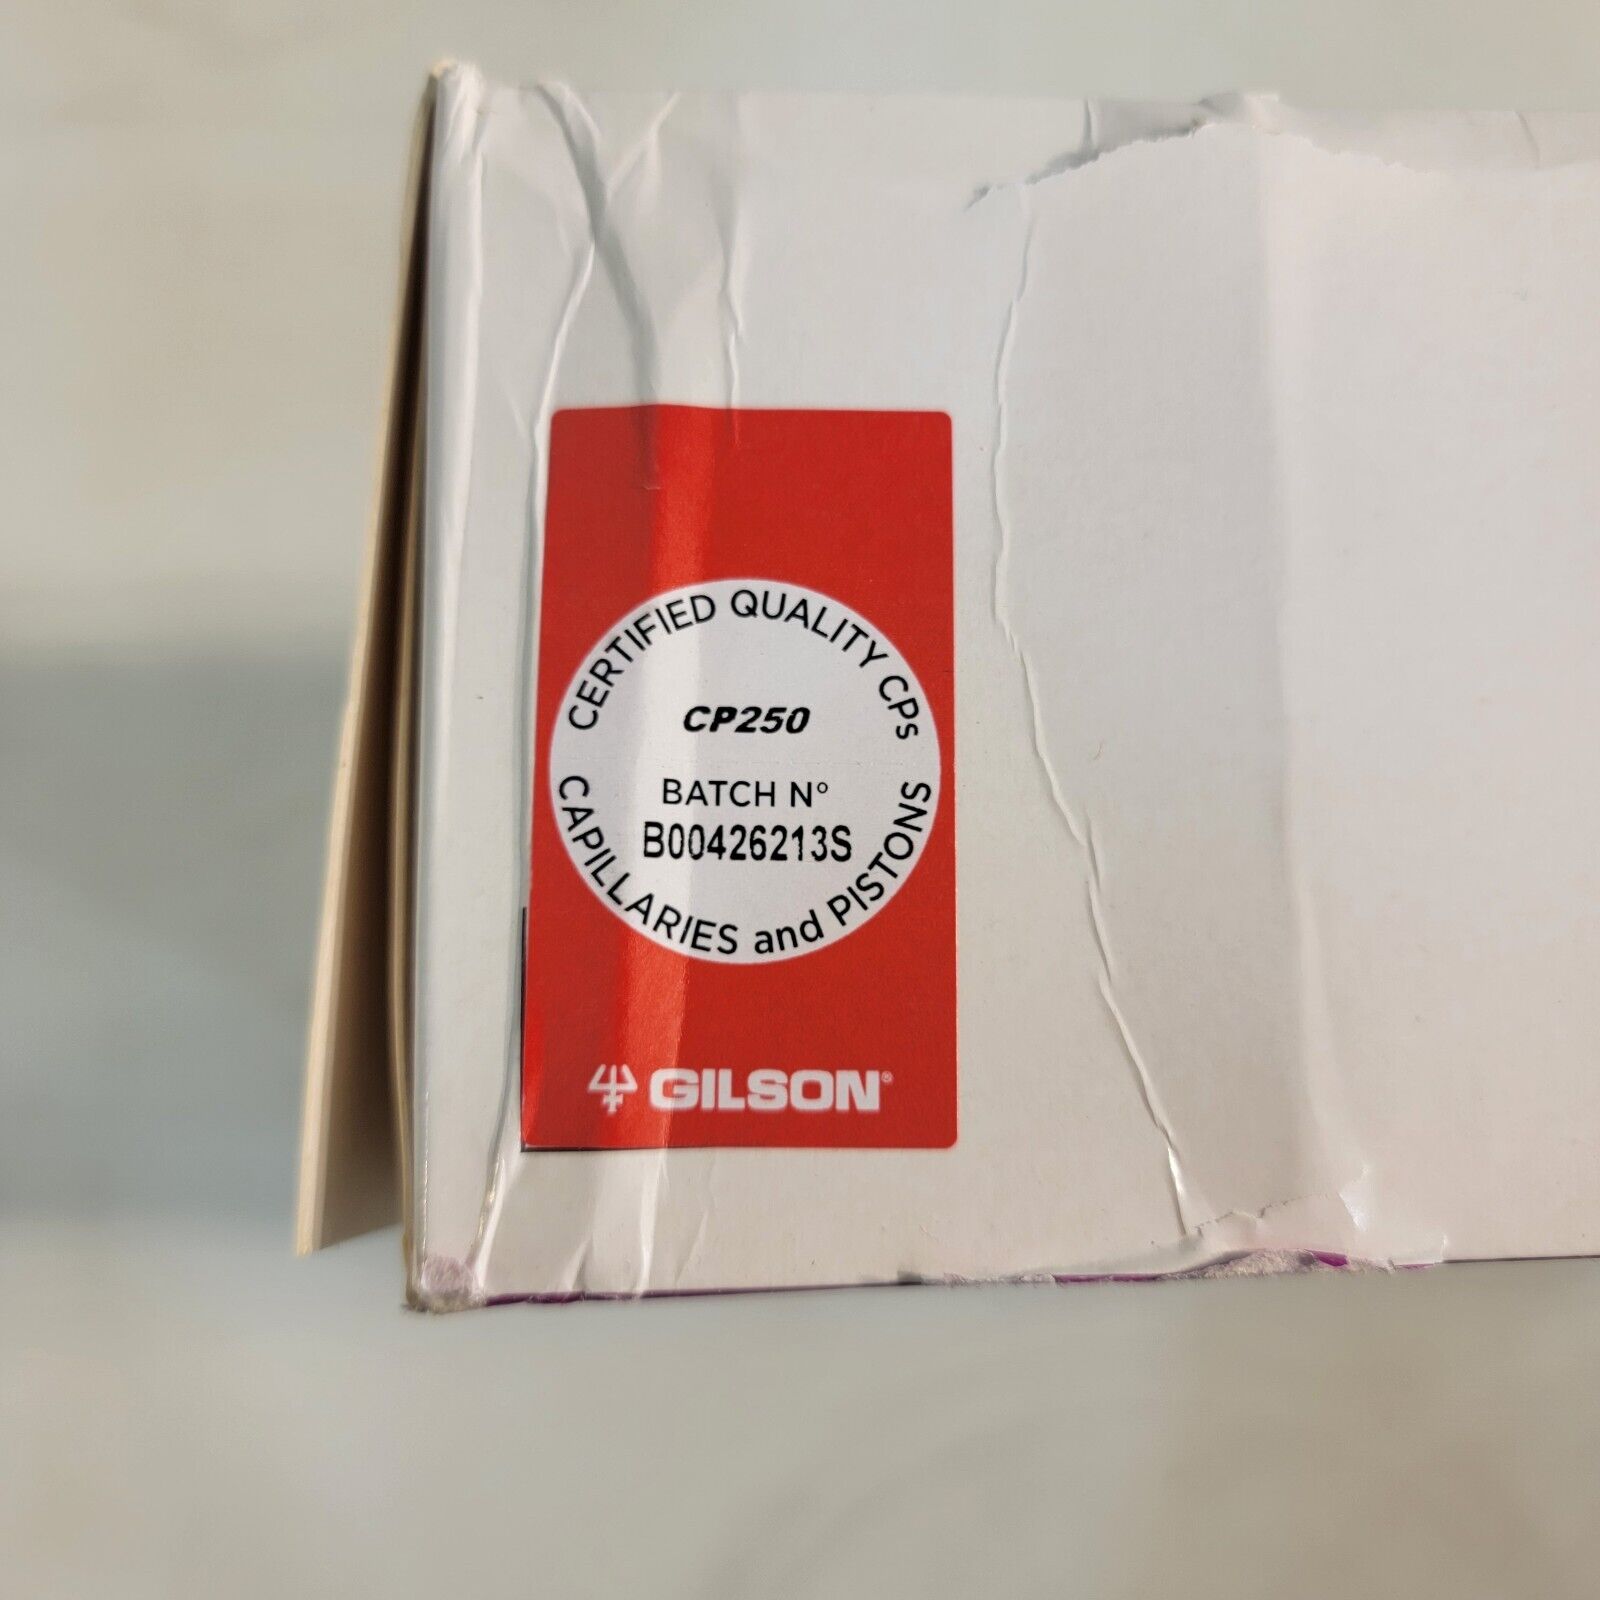 CERTIFIED QUALITY CPs
CP250
BATCH N°
B00426213S
CAPILLARIES and PISTONS
GILSON®